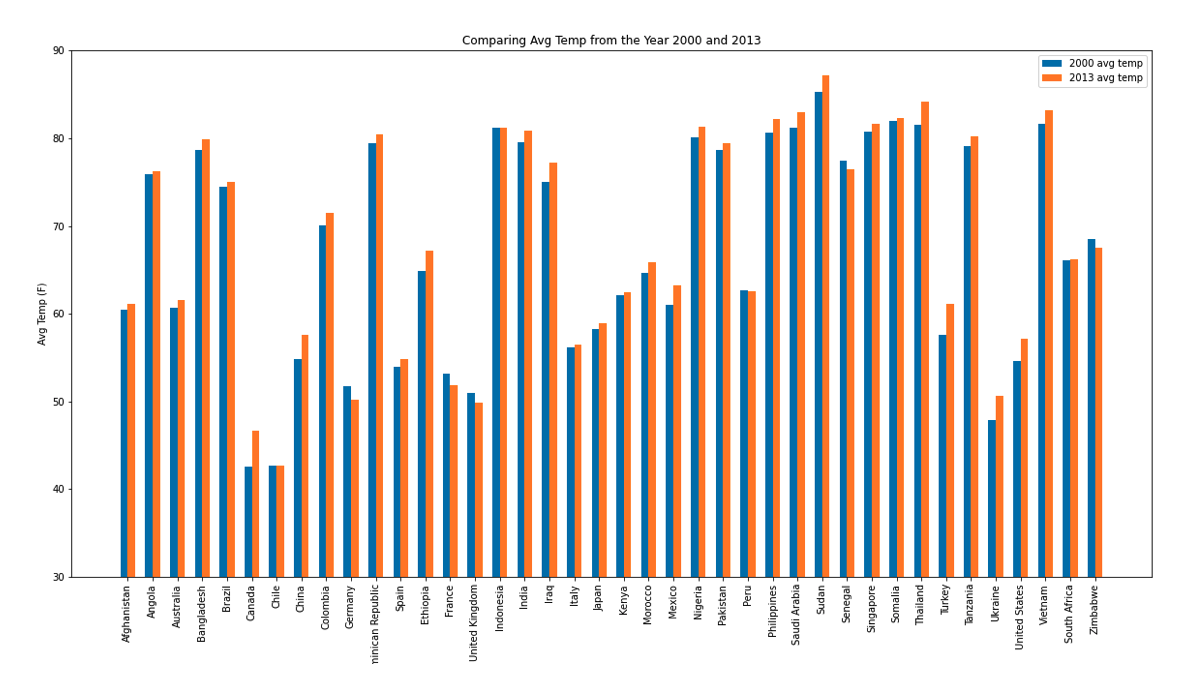 Comparing Avg Temp from the Year 2000 and 2013
2000 avg temp
2013 avg temp
Avg Temp (F)
90
80
70
60
50
40
30
Afghanistan
Angola
Australia
Bangladesh
Brazil
Canada
Chile
China
Colombia
Germany
minican Republic
Spain
Ethiopia
France
United Kingdom
Indonesia
India
Iraq
Italy
Japan
Kenya
Morocco
Mexico
Nigeria
Pakistan
Peru
Philippines
Saudi Arabia
Sudan
Senegal
Singapore
Somalia
Thailand
Turkey
Tanzania
Ukraine
United States
Vietnam
South Africa
Zimbabwe